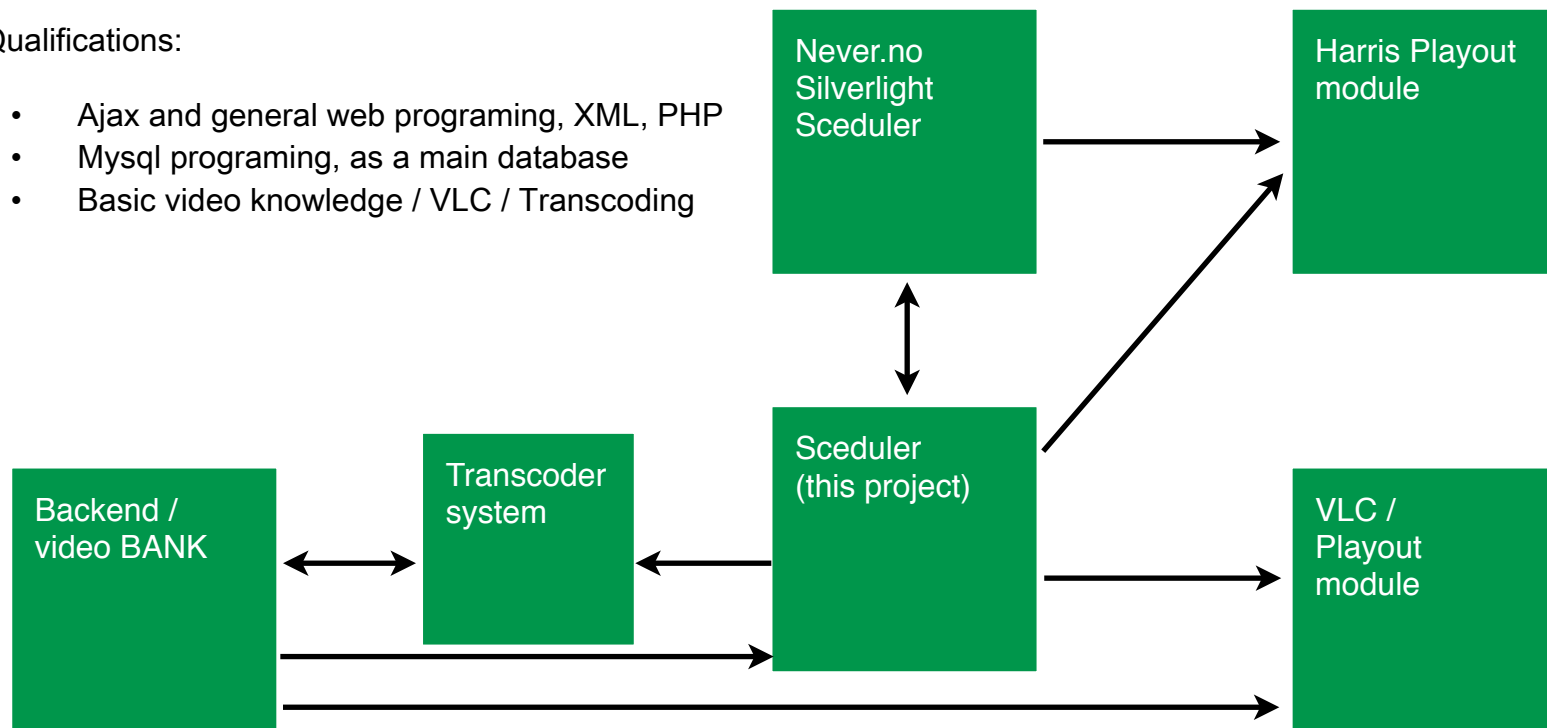 Qualifications:
• Ajax and general web programing, XML, PHP
• Mysql programing, as a main database
• Basic video knowledge / VLC / Transcoding
Never.no
Silverlight
Sceduler
Harris Playout
module
Sceduler
(this project)
Transcoder
system
Backend /
video BANK
VLC /
Playout
module